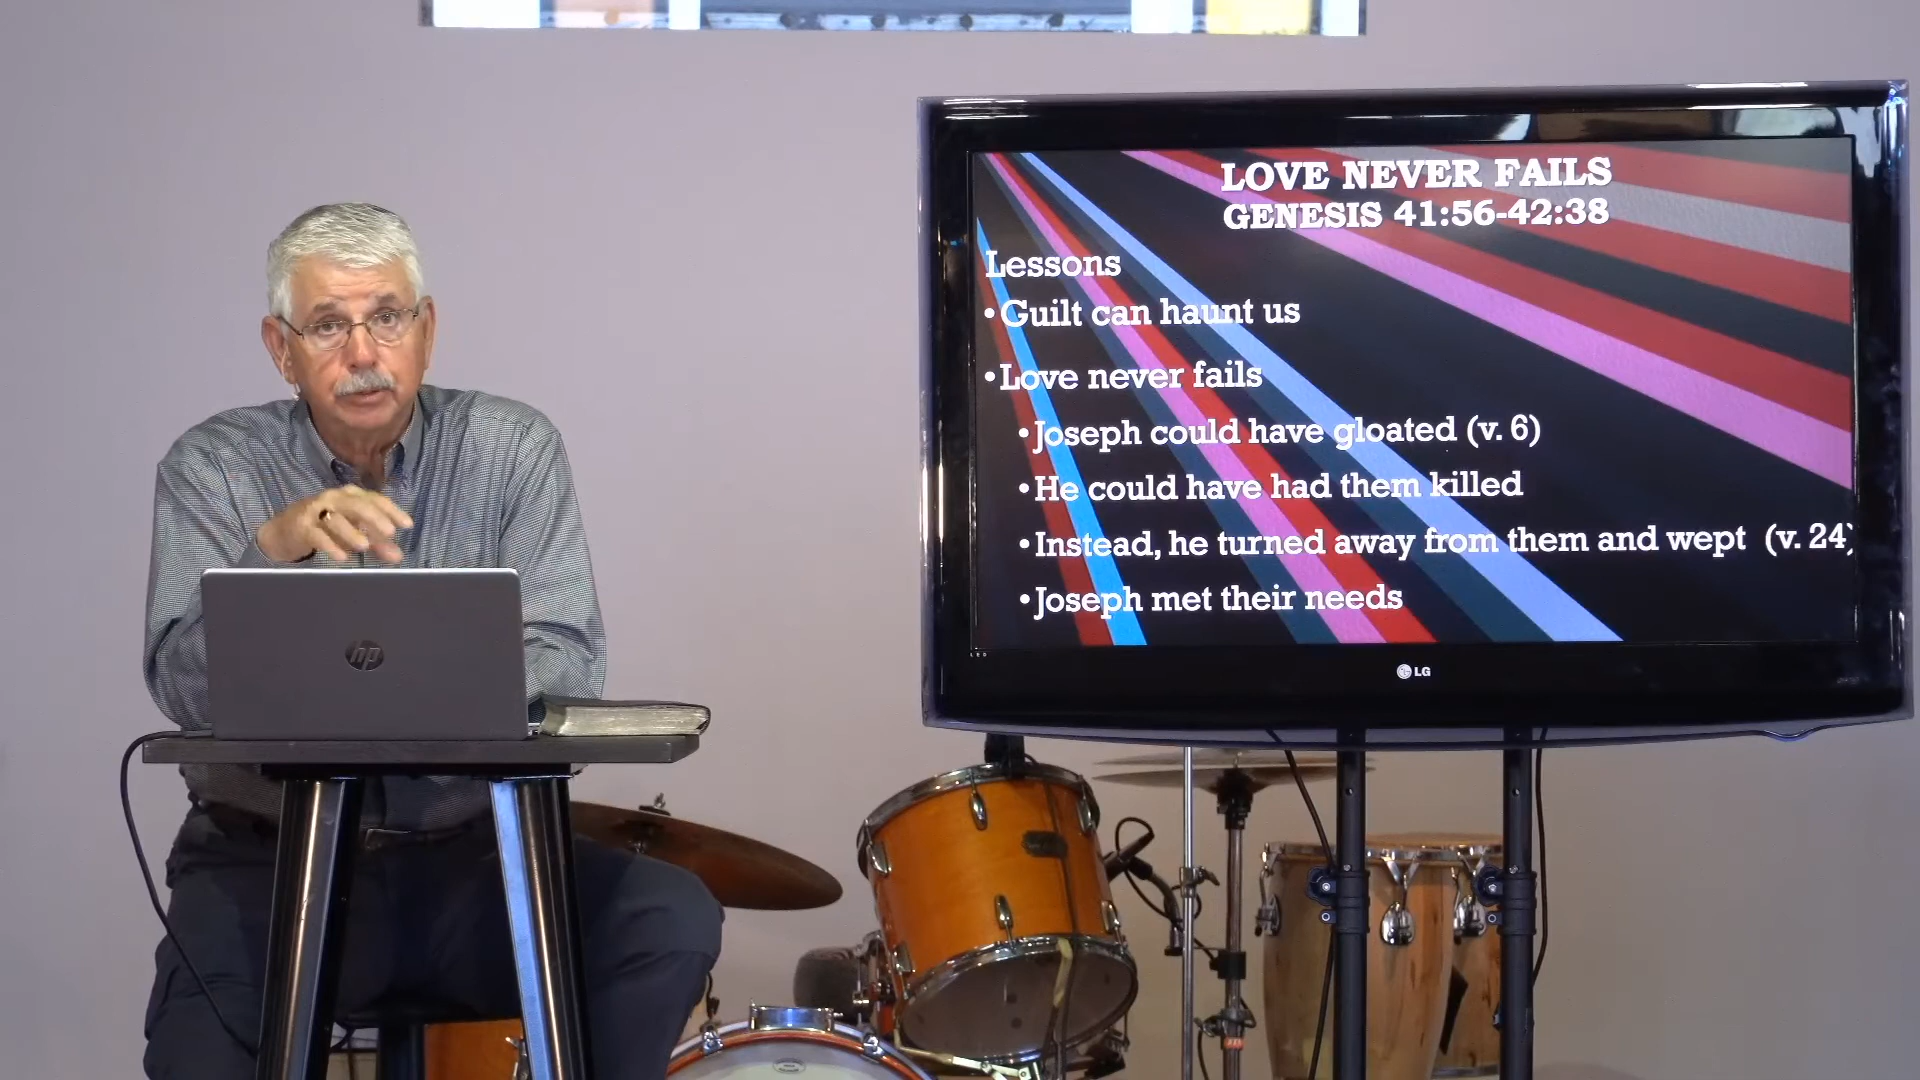 LOVE NEVER FAILS
GENESIS 41:56-42:38
Lessons
•Guilt can haunt us
•Love never fails
•Joseph could have gloated (v. 6)
•He could have had them killed
•Instead, he turned away from them and wept (v. 24)
•Joseph met their needs
LED
LG
hp